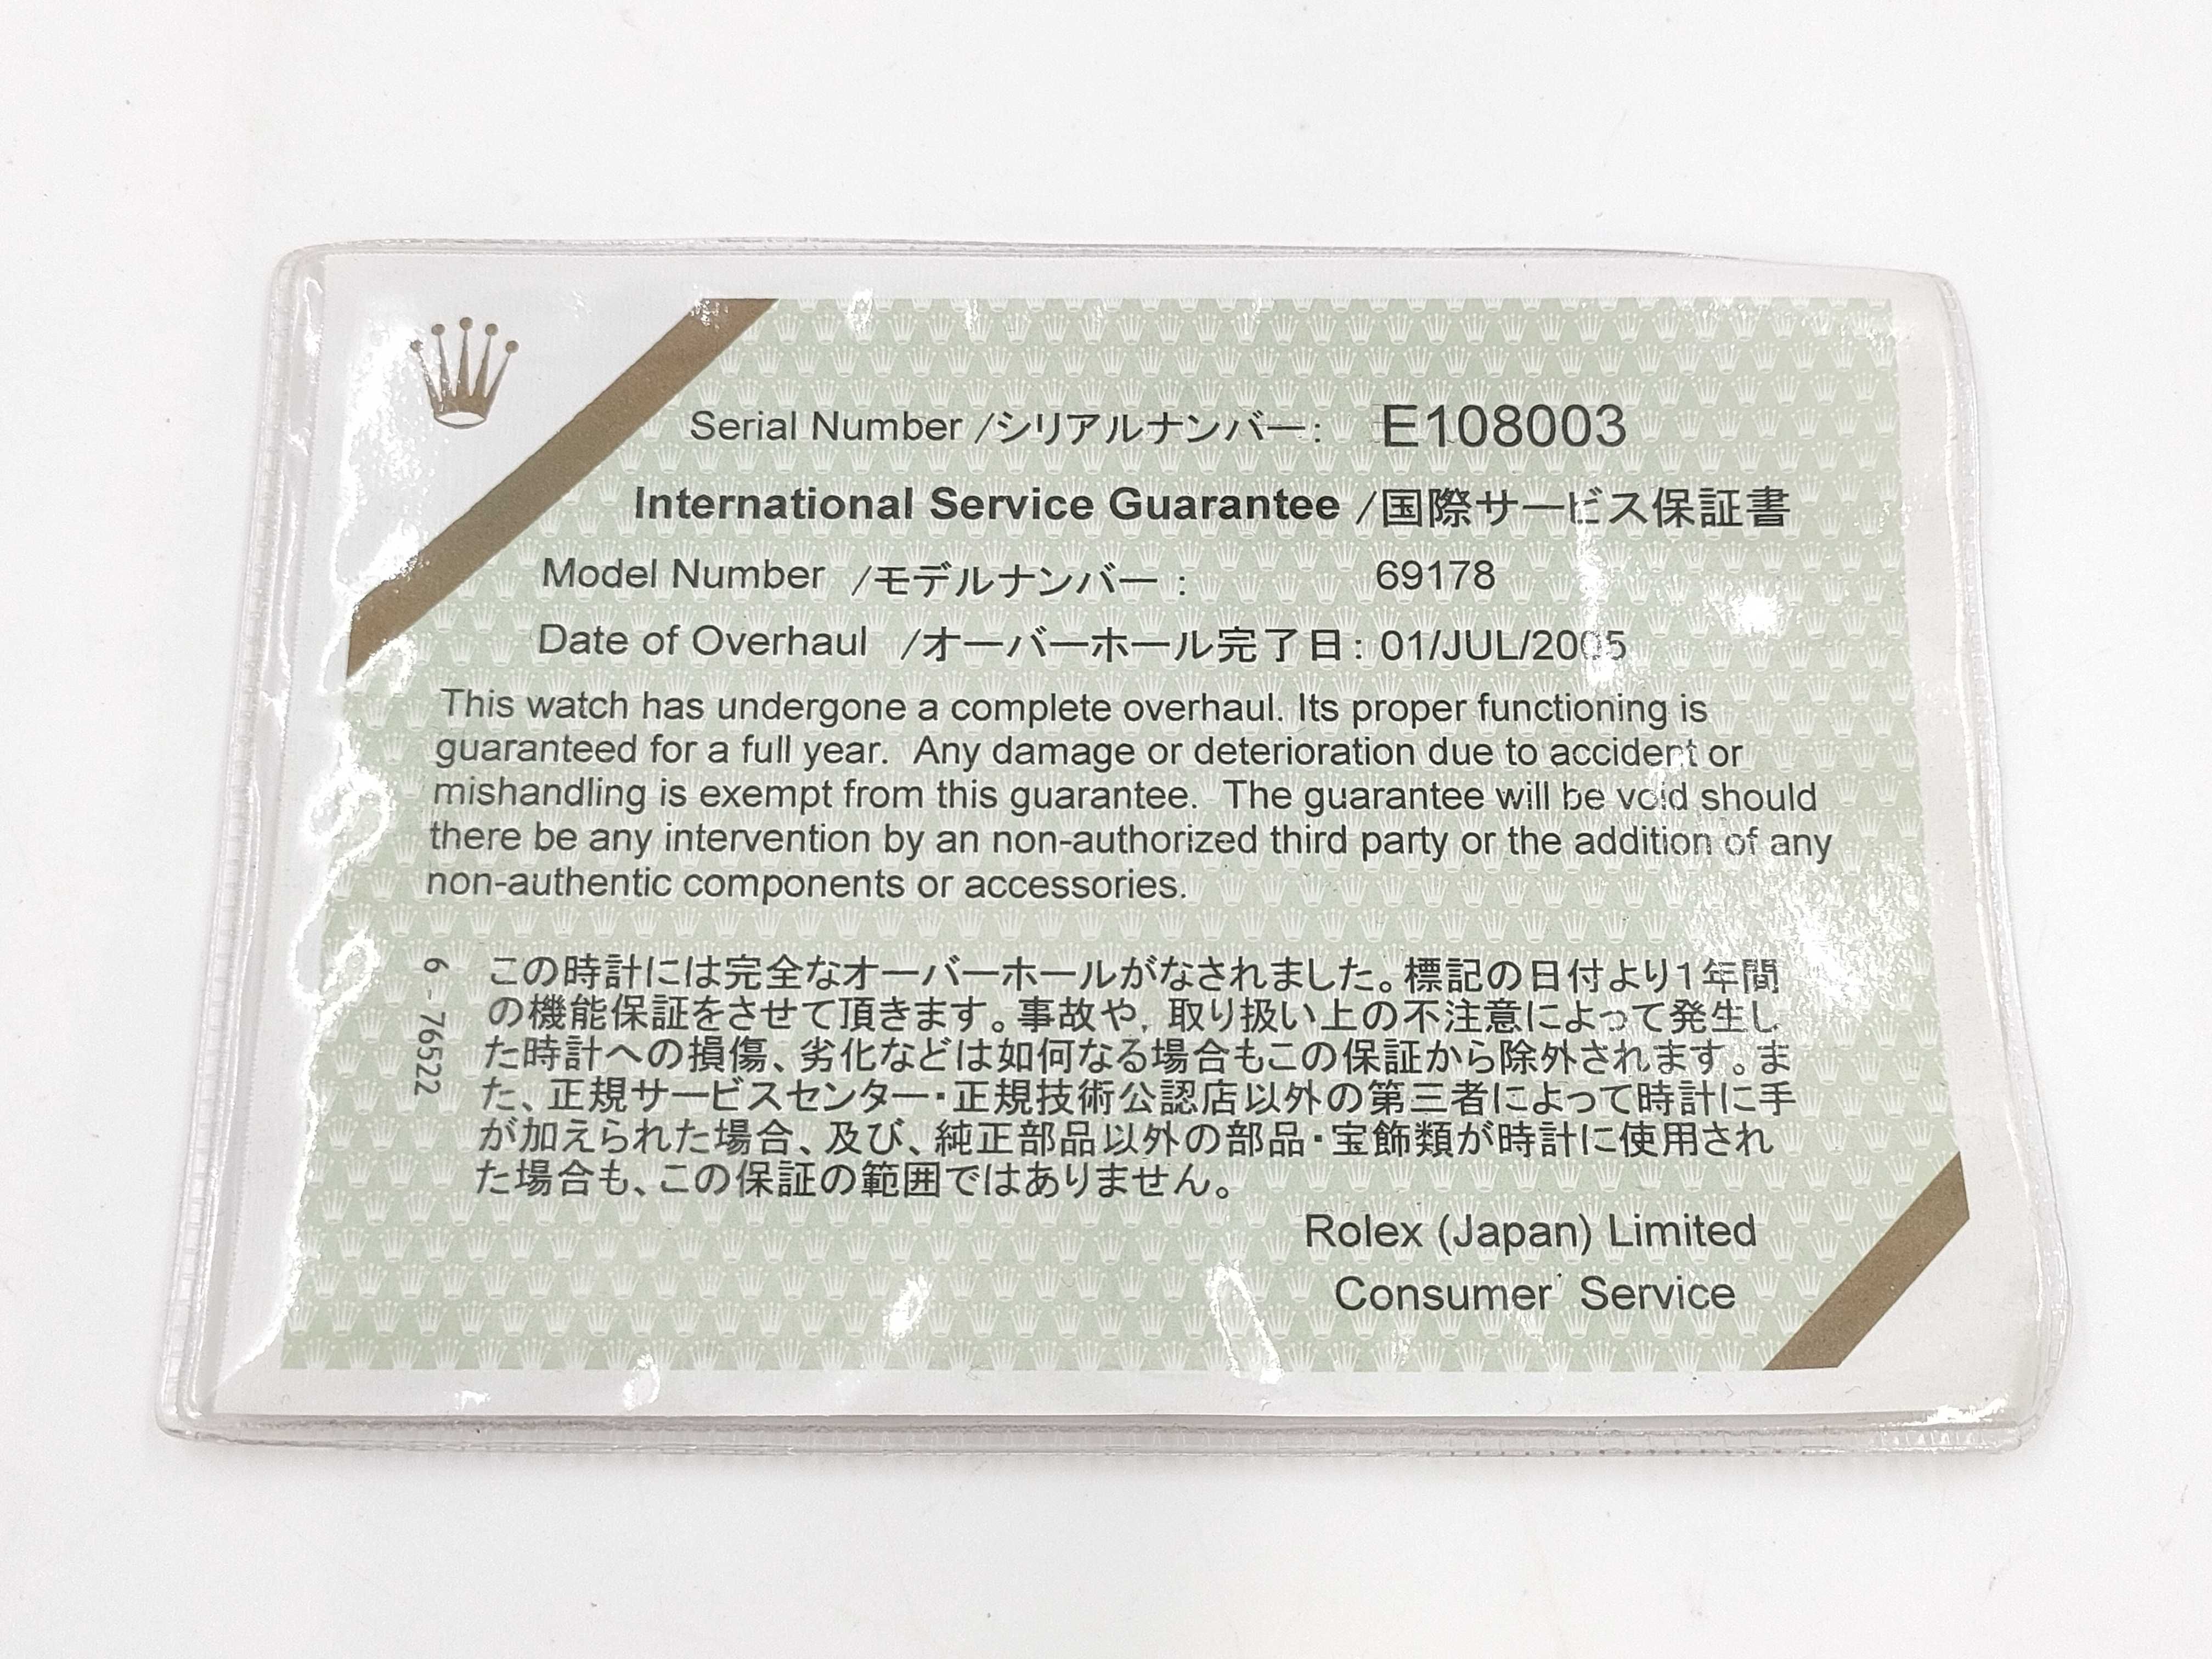 Serial Number /シリアルナンバー: E108003
International Service Guarantee /国際サービス保証書
Model Number /モデルナンバー : 69178
Date of Overhaul /オーバーホール完了日: 01/JUL/2005
This watch has undergone a complete overhaul. Its proper functioning is
guaranteed for a full year. Any damage or deterioration due to accident or
mishandling is exempt from this guarantee. The guarantee will be void should
there be any intervention by an non-authorized third party or the addition of any
non-authentic components or accessories.
6-76522
この時計には完全なオーバーホールがなされました。標記の日付より1年間
の機能保証をさせて頂きます。事故や, 取り扱い上の不注意によって発生し
た時計への損傷、劣化などは如何なる場合もこの保証から除外されます。ま
た、正規サービスセンター・正規技術公認店以外の第三者によって時計に手
が加えられた場合、及び、純正部品以外の部品・宝飾類が時計に使用され
た場合も、この保証の範囲ではありません。
Rolex (Japan) Limited
Consumer Service